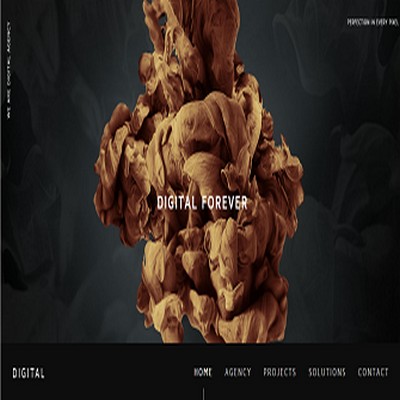 WE ARE DIGITAL AGENCY
PERFECTION IN EVERY PIXEL
DIGITAL FOREVER
DIGITAL
HOME AGENCY PROJECTS SOLUTIONS CONTACT